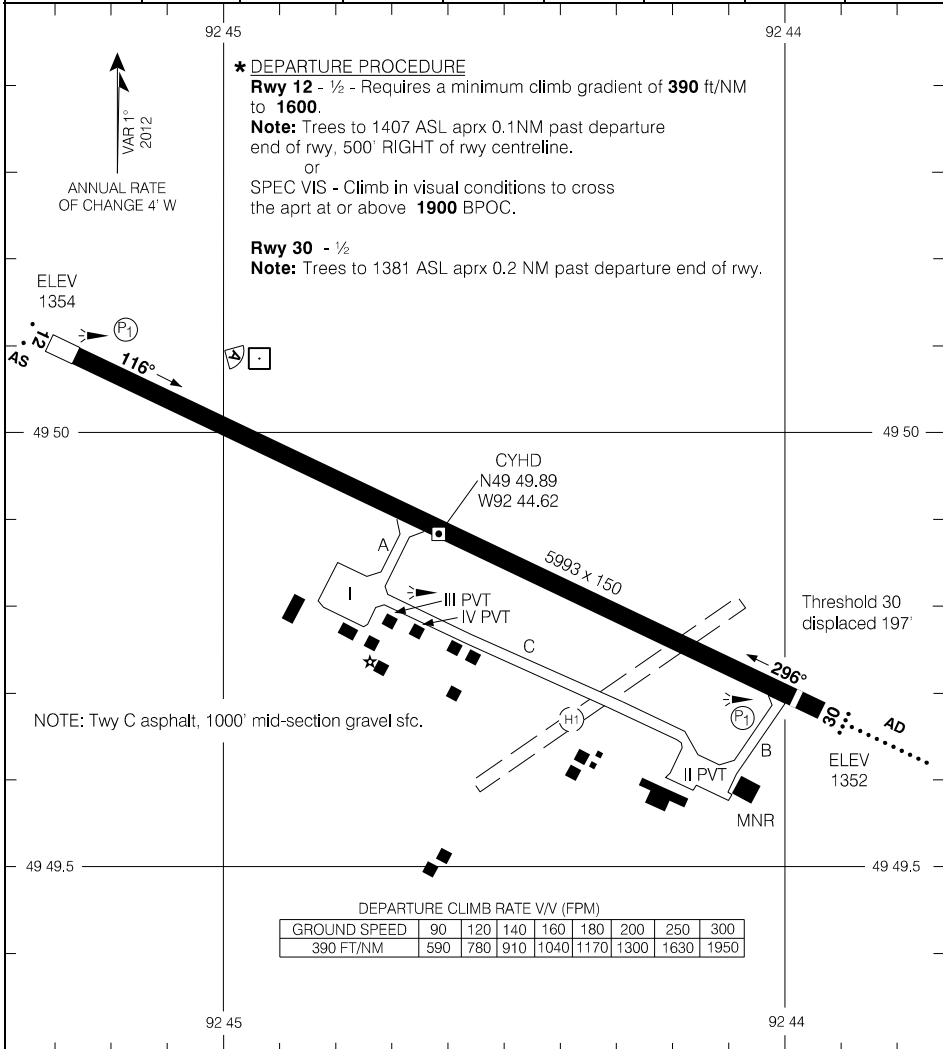 92 45
92 44
* DEPARTURE PROCEDURE
Rwy 12 - ½ - Requires a minimum climb gradient of 390 ft/NM
to 1600.
Note: Trees to 1407 ASL aprx 0.1NM past departure
end of rwy, 500' RIGHT of rwy centreline.
or
SPEC VIS - Climb in visual conditions to cross
the aprt at or above 1900 BPOC.
Rwy 30 - ½
Note: Trees to 1381 ASL aprx 0.2 NM past departure end of rwy.
VAR 1°
2012
ANNUAL RATE
OF CHANGE 4' W
ELEV
1354
P1
12
AS
116°
Y
49 50
49 50
CYHD
N49 49.89
W92 44.62
A
5993 x 150
I
III PVT
IV PVT
C
Threshold 30
displaced 197'
296°
NOTE: Twy C asphalt, 1000' mid-section gravel sfc.
H1
P1
30
AD
B
ELEV
1352
II PVT
MNR
49 49.5
49 49.5
DEPARTURE CLIMB RATE V/V (FPM)
GROUND SPEED 90 120 140 160 180 200 250 300
390 FT/NM 590 780 910 1040 1170 1300 1630 1950
92 45
92 44